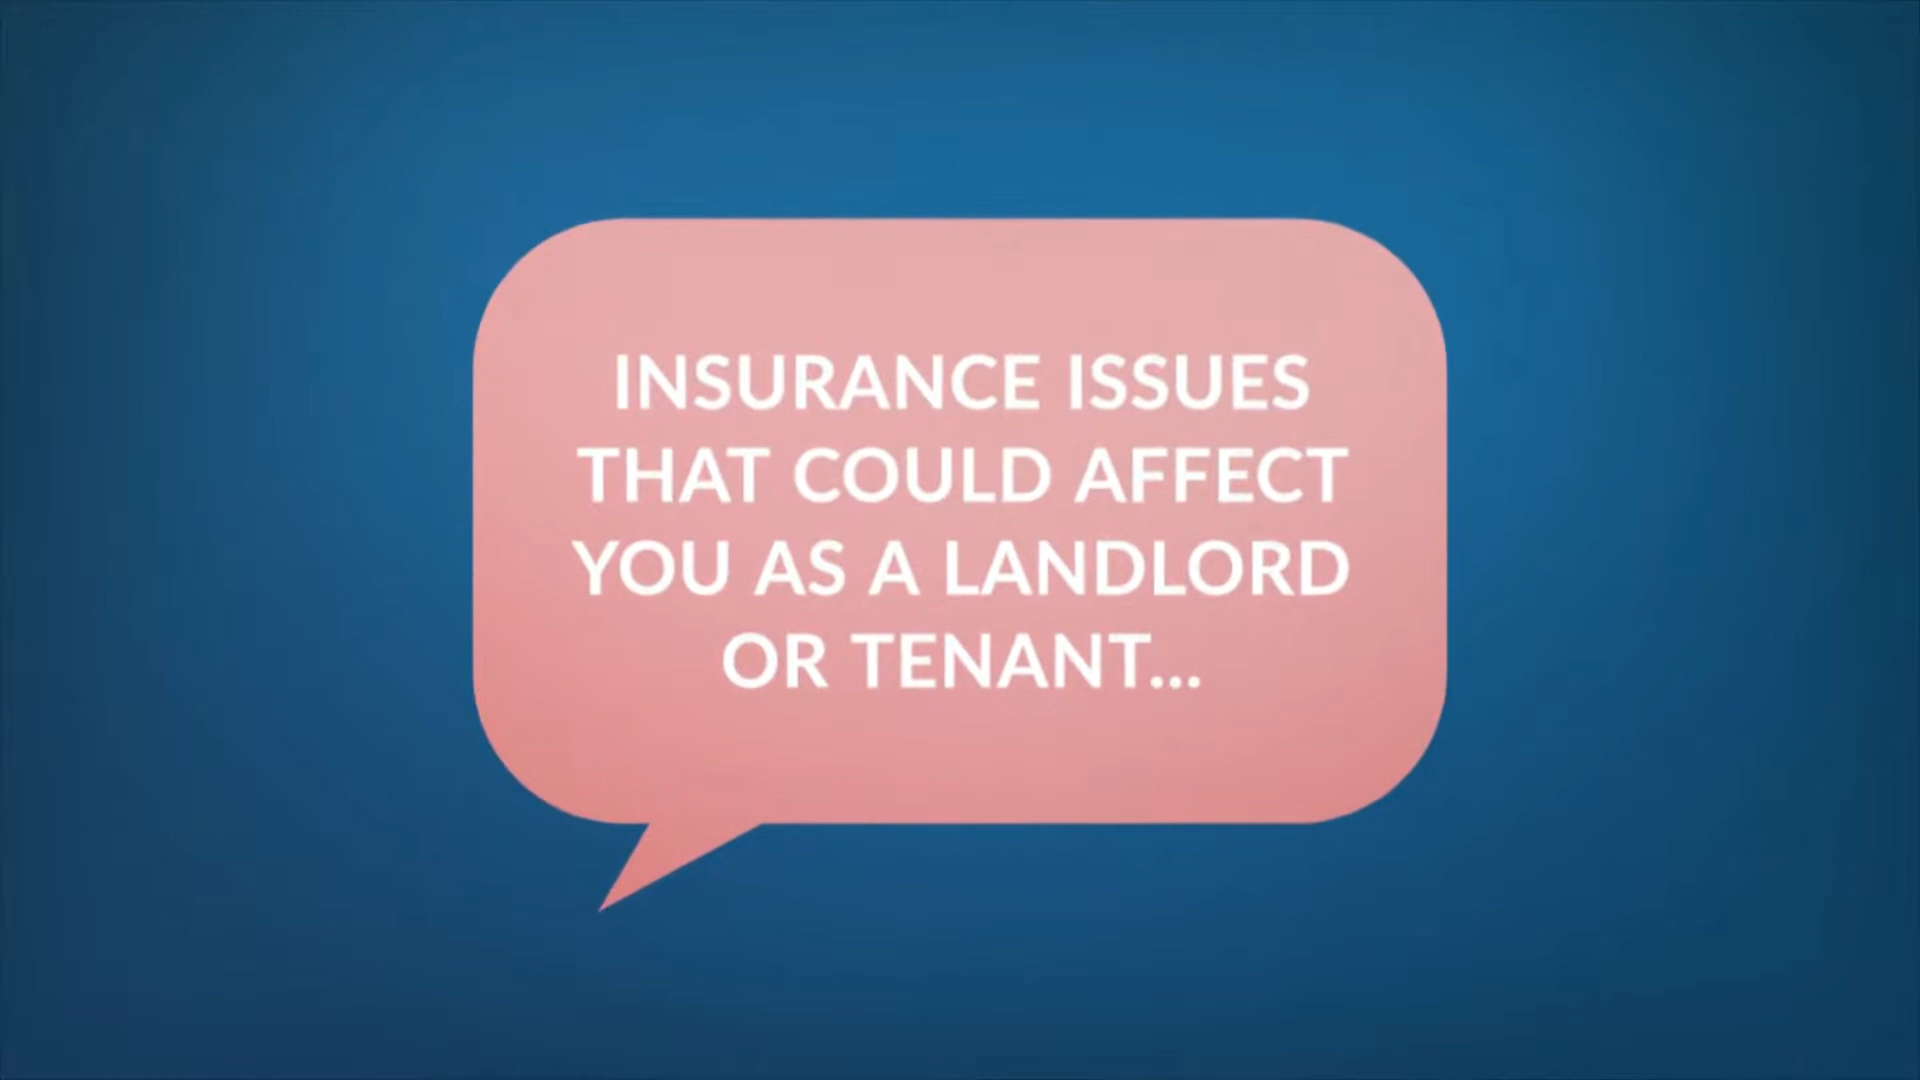 INSURANCE ISSUES
THAT COULD AFFECT
YOU AS A LANDLORD
OR TENANT...